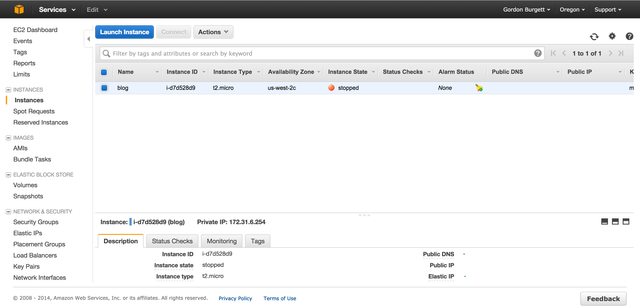 Services Edit Gordon Burgett Oregon Support
EC2 Dashboard
Events
Tags
Reports
Limits
INSTANCES
Instances
Spot Requests
Reserved Instances
IMAGES
AMIs
Bundle Tasks
ELASTIC BLOCK STORE
Volumes
Snapshots
NETWORK & SECURITY
Security Groups
Elastic IPs
Placement Groups
Load Balancers
Key Pairs
Network Interfaces
Launch Instance Connect Actions
Filter by tags and attributes or search by keyword 1 to 1 of 1
Name Instance ID Instance Type Availability Zone Instance State Status Checks Alarm Status Public DNS Public IP K
blog i-d7d528d9 t2.micro us-west-2c stopped None m
Instance: i-d7d528d9 (blog) Private IP: 172.31.6.254
Description Status Checks Monitoring Tags
Instance ID i-d7d528d9 Public DNS -
Instance state stopped Public IP -
Instance type t2.micro Elastic IP -
© 2008 - 2014, Amazon Web Services, Inc. or its affiliates. All rights reserved. Privacy Policy Terms of Use Feedback